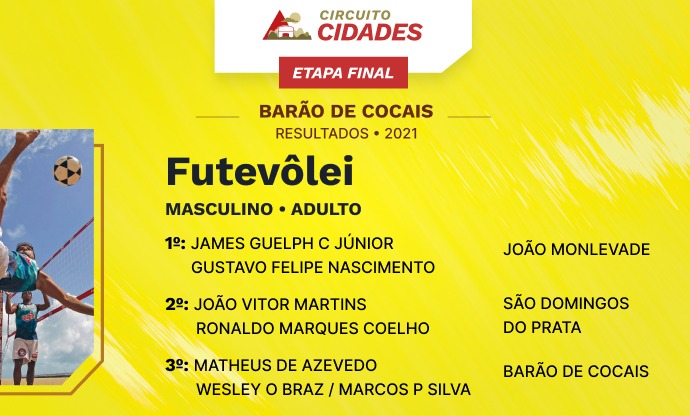 CIRCUITO
CIDADES
ETAPA FINAL
BARÃO DE COCAIS
RESULTADOS • 2021
Futevôlei
MASCULINO • ADULTO
1º: JAMES GUELPH C JÚNIOR
GUSTAVO FELIPE NASCIMENTO
JOÃO MONLEVADE
2º: JOÃO VITOR MARTINS
RONALDO MARQUES COELHO
SÃO DOMINGOS
DO PRATA
3º: MATHEUS DE AZEVEDO
WESLEY O BRAZ / MARCOS P SILVA
BARÃO DE COCAIS